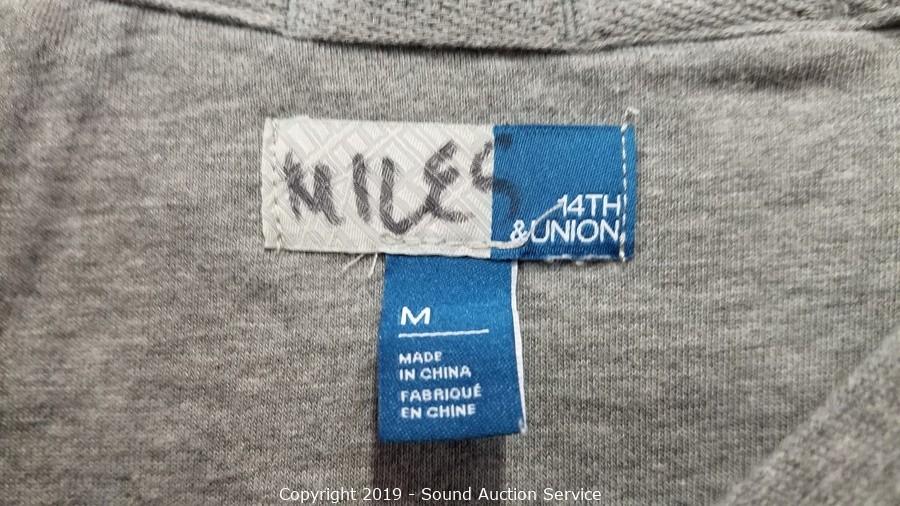 MILES
14TH
&UNION
M
MADE
IN CHINA
FABRIQUÉ
EN CHINE
Copyright 2019 - Sound Auction Service